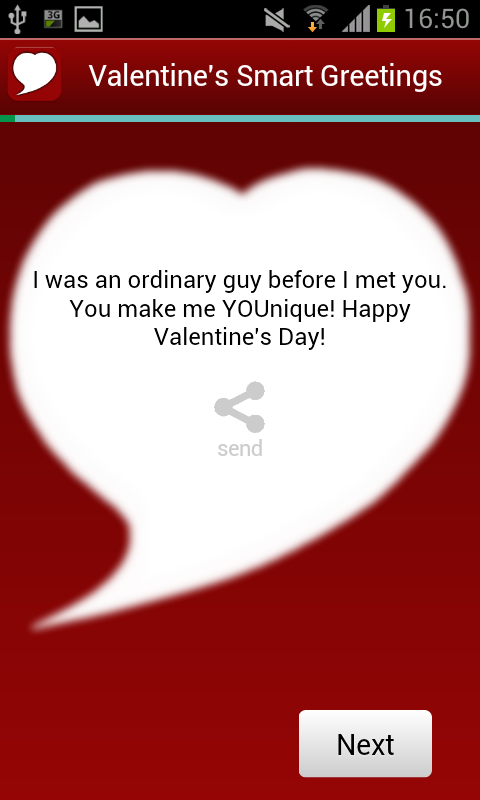 3G
16:50
Valentine's Smart Greetings
I was an ordinary guy before I met you.
You make me YOUnique! Happy
Valentine's Day!
send
Next